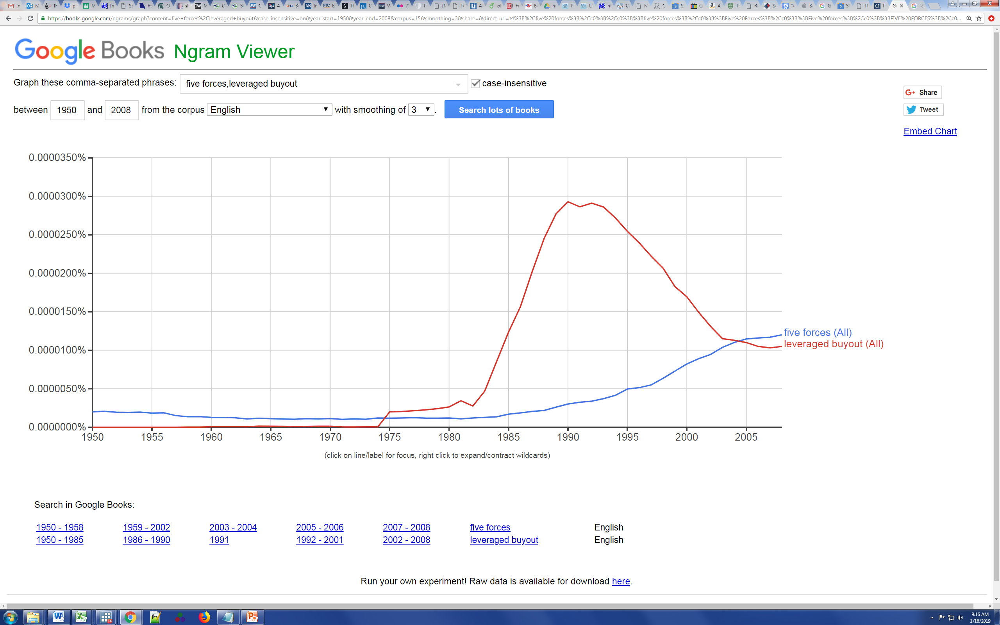 https://books.google.com/ngrams/graph?content=five+forces%2Cleveraged+buyout&case_insensitive=on&year_start=1950&year_end=2008&corpus=15&smoothing=3&share=&direct_url=t4%3B%2Cfive%20forces%3B%2Cc0%3B%2Cs0%3B%3Bfive%20forces%3B%2Cc0%3B%3BFive%20Forces%3B%2Cc0%3B%3BFive%20forces%3B%2Cc0%3B%3BFIVE%20FORCES%3B%2Cc0...
Google Books Ngram Viewer
Graph these comma-separated phrases: five forces,leveraged buyout case-insensitive
G+ Share
between 1950 and 2008 from the corpus English with smoothing of 3 . Search lots of books
Tweet
Embed Chart
0.0000350%
0.0000300%
0.0000250%
0.0000200%
0.0000150%
five forces (All)
leveraged buyout (All)
0.0000100%
0.0000050%
0.0000000%
1950 1955 1960 1965 1970 1975 1980 1985 1990 1995 2000 2005
(click on line/label for focus, right click to expand/contract wildcards)
Search in Google Books:
1950 - 1958 1959 - 2002 2003 - 2004 2005 - 2006 2007 - 2008 five forces English
1950 - 1985 1986 - 1990 1991 1992 - 2001 2002 - 2008 leveraged buyout English
Run your own experiment! Raw data is available for download here.
9:16 AM
1/16/2019